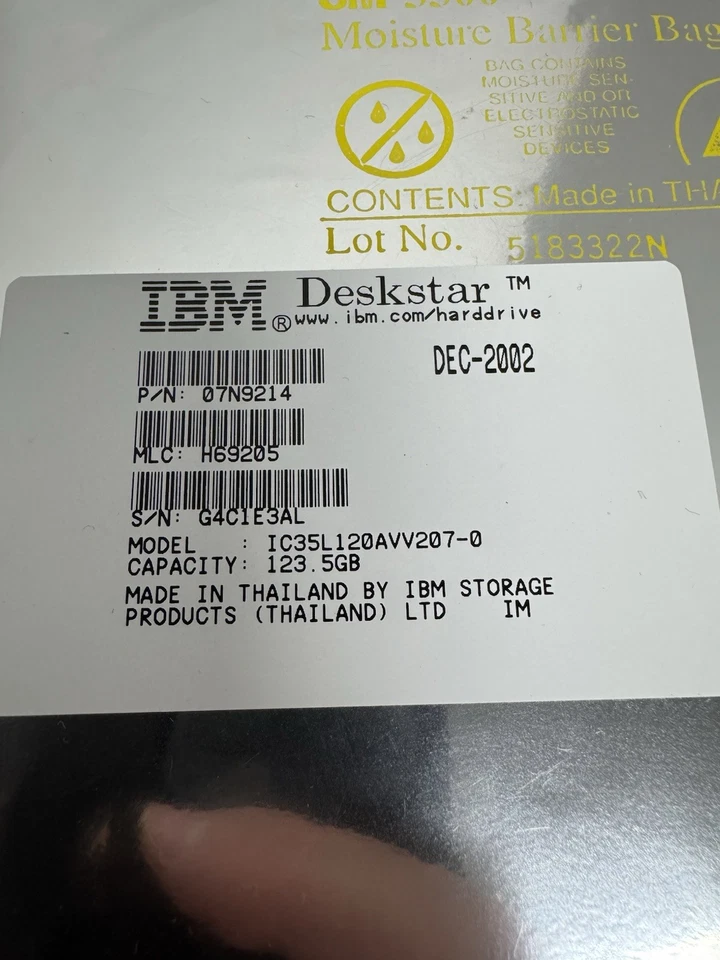 Moisture Barrier Bag
BAG CONTAINS
MOISTURE SEN-
SITIVE AND OR
ELECTROSTATIC
SENSITIVE
DEVICES
CONTENTS: Made in THA
Lot No. 5183322N
IBM® Deskstar ™
www.ibm.com/harddrive
DEC-2002
P/N: 07N9214
MLC: H69205
S/N: G4C1E3AL
MODEL : IC35L120AVV207-0
CAPACITY: 123.5GB
MADE IN THAILAND BY IBM STORAGE
PRODUCTS (THAILAND) LTD IM